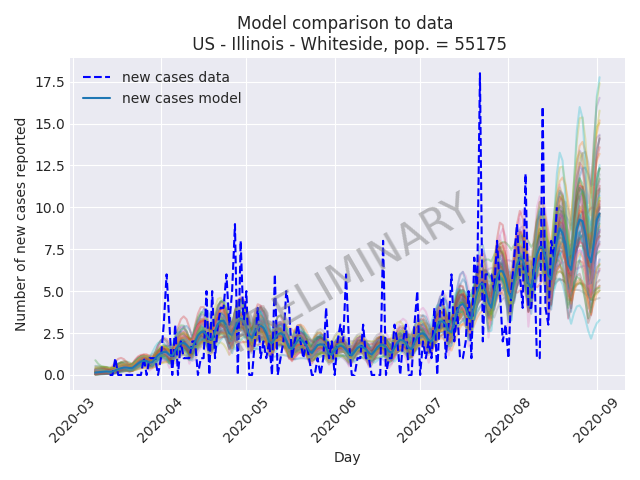 Model comparison to data
US - Illinois - Whiteside, pop. = 55175
new cases data
new cases model
Number of new cases reported
17.5
15.0
12.5
10.0
7.5
5.0
2.5
0.0
ELIMINARY
2020-03
2020-04
2020-05
2020-06
2020-07
2020-08
2020-09
Day